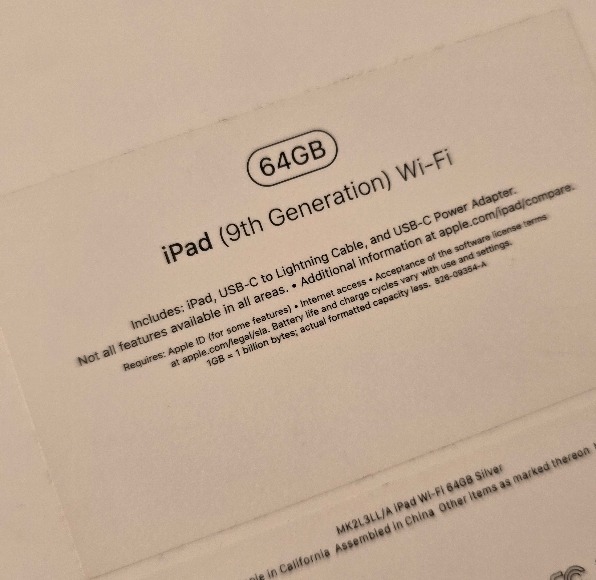 64GB
iPad (9th Generation) Wi-Fi
Includes: iPad, USB-C to Lightning Cable, and USB-C Power Adapter.
Not all features available in all areas. • Additional information at apple.com/ipad/compare.
Requires: Apple ID (for some features) • Internet access • Acceptance of the software license terms
at apple.com/legal/sla. Battery life and charge cycles vary with use and settings.
1GB = 1 billion bytes; actual formatted capacity less. 826-09354-A
MK2L3LL/A iPad Wi-Fi 64GB Silver
in California Assembled in China Other items as marked thereon